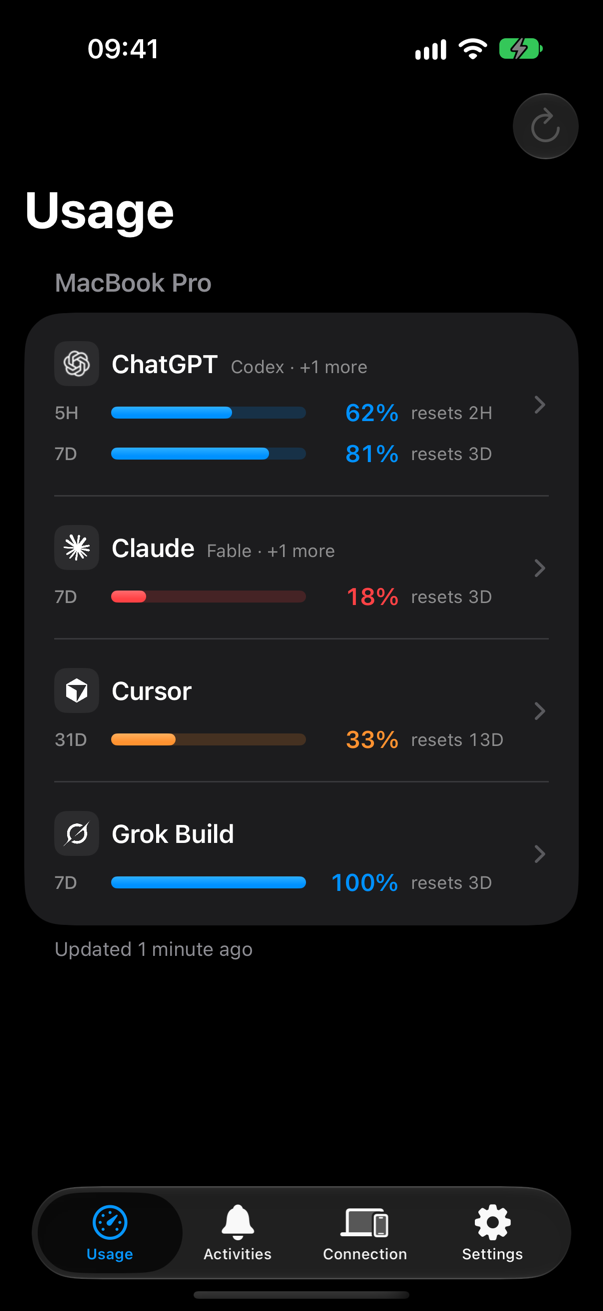 09:41
Usage
MacBook Pro
ChatGPT Codex · +1 more
5H 62% resets 2H
7D 81% resets 3D
Claude Fable · +1 more
7D 18% resets 3D
Cursor
31D 33% resets 13D
Grok Build
7D 100% resets 3D
Updated 1 minute ago
Usage Activities Connection Settings